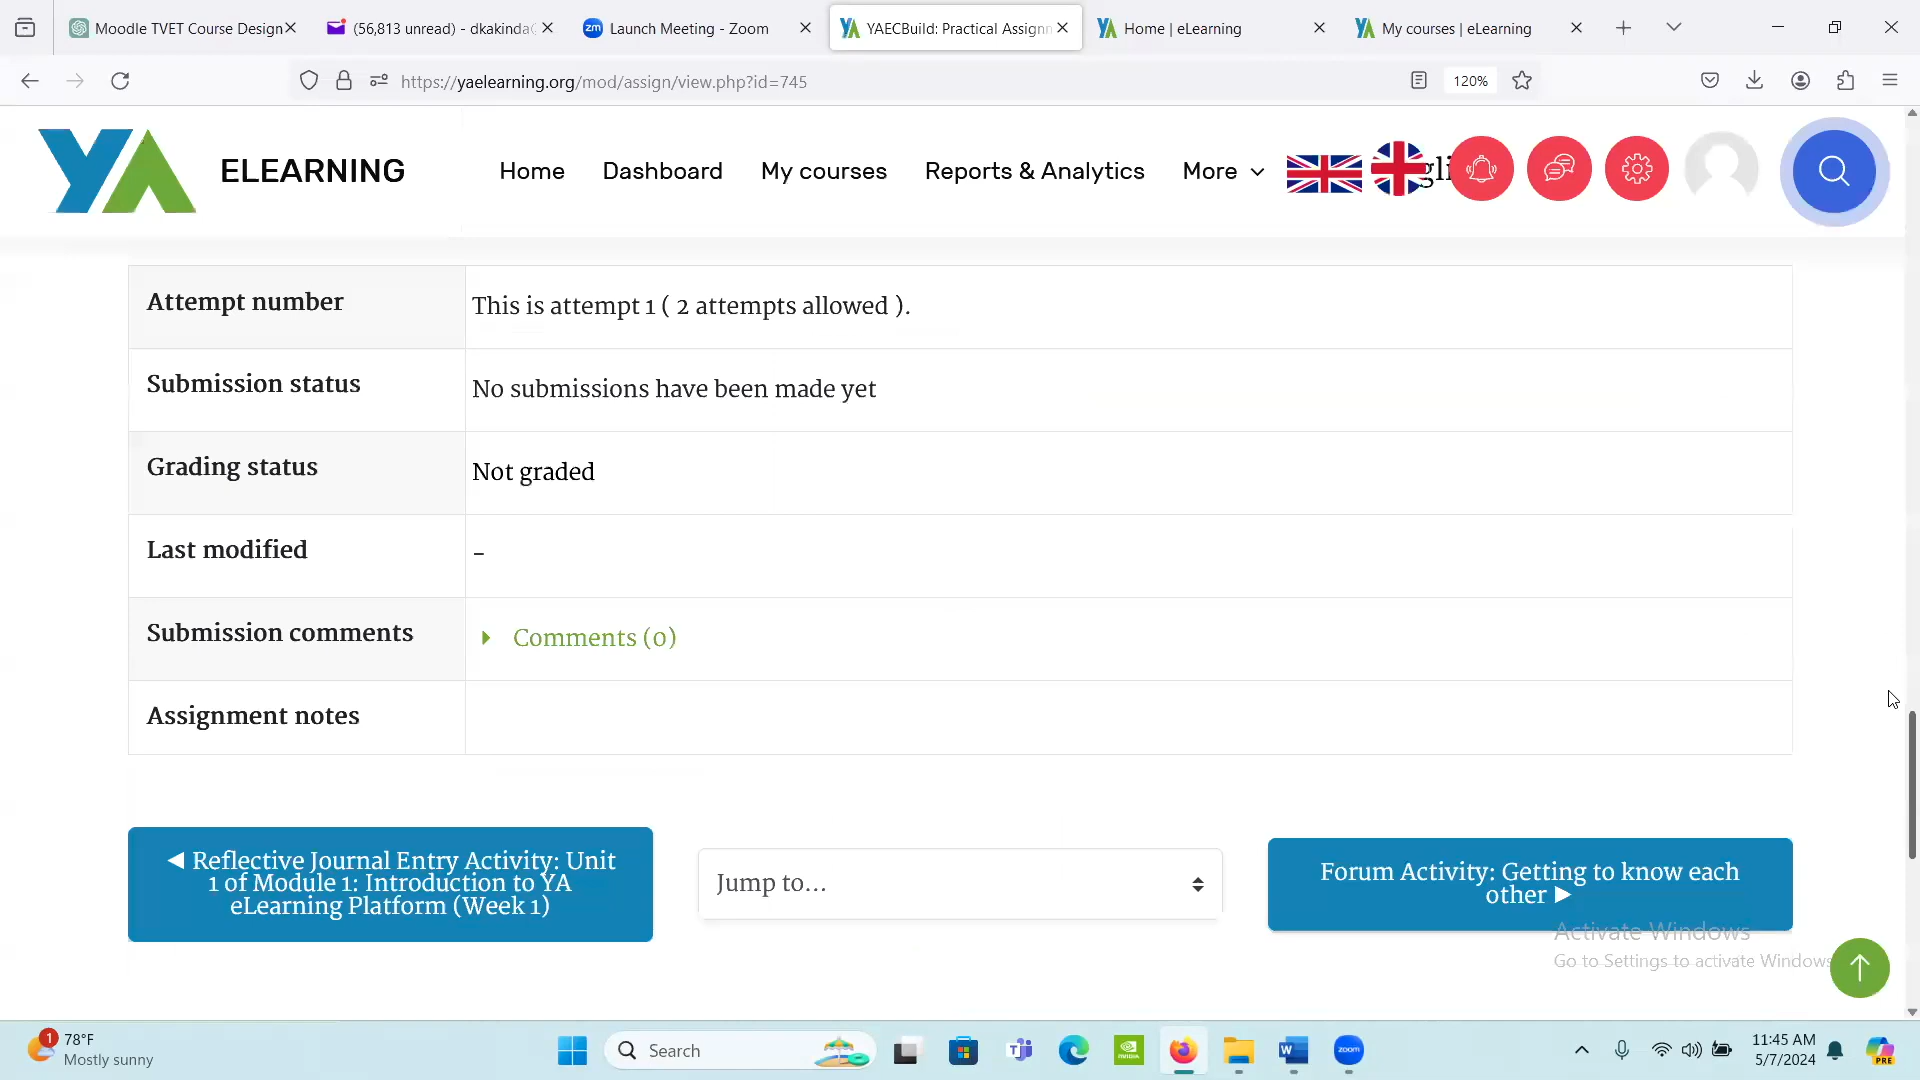 Moodle TVET Course Design
(56,813 unread) - dkakinda
Launch Meeting - Zoom
YAECBuild: Practical Assignm
Home | eLearning
My courses | eLearning
https://yaelearning.org/mod/assign/view.php?id=745
120%
YA
ELEARNING
Home
Dashboard
My courses
Reports & Analytics
More
Attempt number
This is attempt 1 ( 2 attempts allowed ).
Submission status
No submissions have been made yet
Grading status
Not graded
Last modified
-
Submission comments
Comments (0)
Assignment notes
◄ Reflective Journal Entry Activity: Unit
1 of Module 1: Introduction to YA
eLearning Platform (Week 1)
Jump to...
Forum Activity: Getting to know each
other ►
Activate Windows
Go to Settings to activate Windows
1
78°F
Mostly sunny
Search
zoom
11:45 AM
5/7/2024
PRE